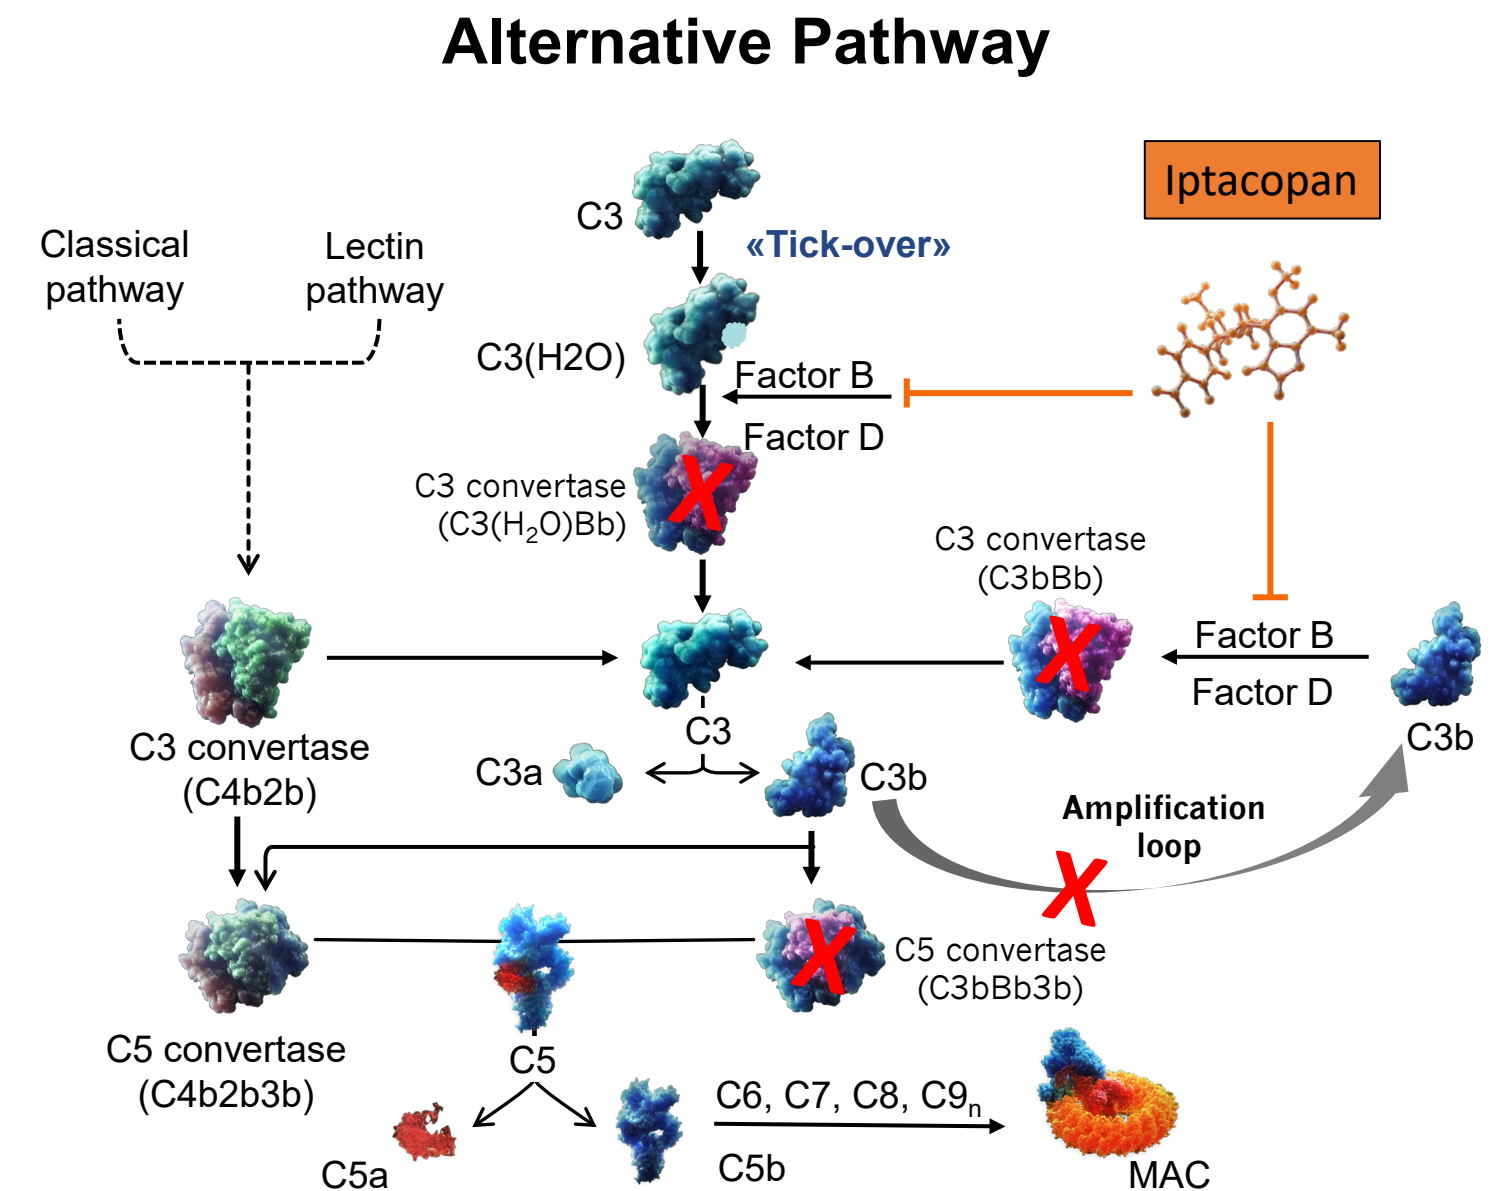 Alternative Pathway
Iptacopan
C3
«Tick-over»
Classical
pathway
Lectin
pathway
C3(H2O)
Factor B
Factor D
C3 convertase
(C3(H₂O)Bb)
X
C3 convertase
(C3bBb)
X
Factor B
Factor D
C3b
C3 convertase
(C4b2b)
C3
C3a
C3b
Amplification
loop
X
C5 convertase
(C4b2b3b)
X
C5 convertase
(C3bBb3b)
C5
C5a
C5b
C6, C7, C8, C9ₙ
MAC